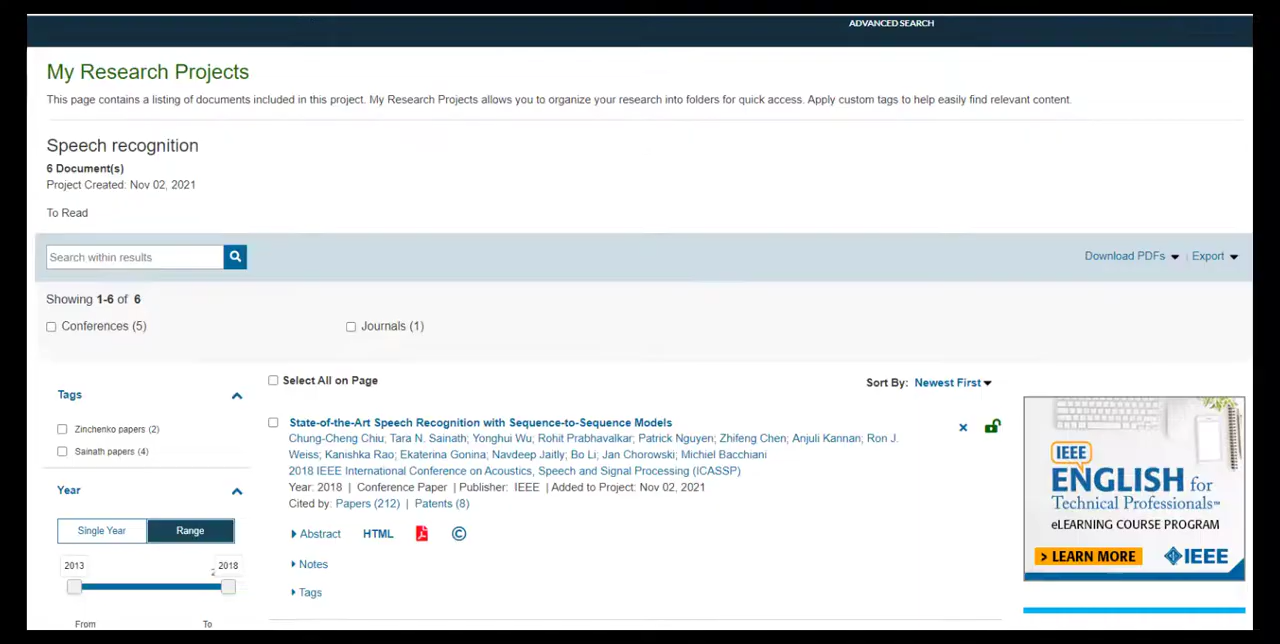 ADVANCED SEARCH
My Research Projects
This page contains a listing of documents included in this project. My Research Projects allows you to organize your research into folders for quick access. Apply custom tags to help easily find relevant content.
Speech recognition
6 Document(s)
Project Created: Nov 02, 2021
To Read
Search within results
Download PDFs | Export
Showing 1-6 of 6
Conferences (5)
Journals (1)
Tags
Zinchenko papers (2)
Sainath papers (4)
Year
Single Year
Range
2013
2018
From
To
Select All on Page
Sort By: Newest First
State-of-the-Art Speech Recognition with Sequence-to-Sequence Models
Chung-Cheng Chiu; Tara N. Sainath; Yonghui Wu; Rohit Prabhavalkar; Patrick Nguyen; Zhifeng Chen; Anjuli Kannan; Ron J.
Weiss; Kanishka Rao; Ekaterina Gonina; Navdeep Jaitly; Bo Li; Jan Chorowski; Michiel Bacchiani
2018 IEEE International Conference on Acoustics, Speech and Signal Processing (ICASSP)
Year: 2018 | Conference Paper | Publisher: IEEE | Added to Project: Nov 02, 2021
Cited by: Papers (212) | Patents (8)
Abstract
HTML
©
Notes
Tags
IEEE
ENGLISH for
Technical Professionals℠
eLEARNING COURSE PROGRAM
> LEARN MORE
IEEE